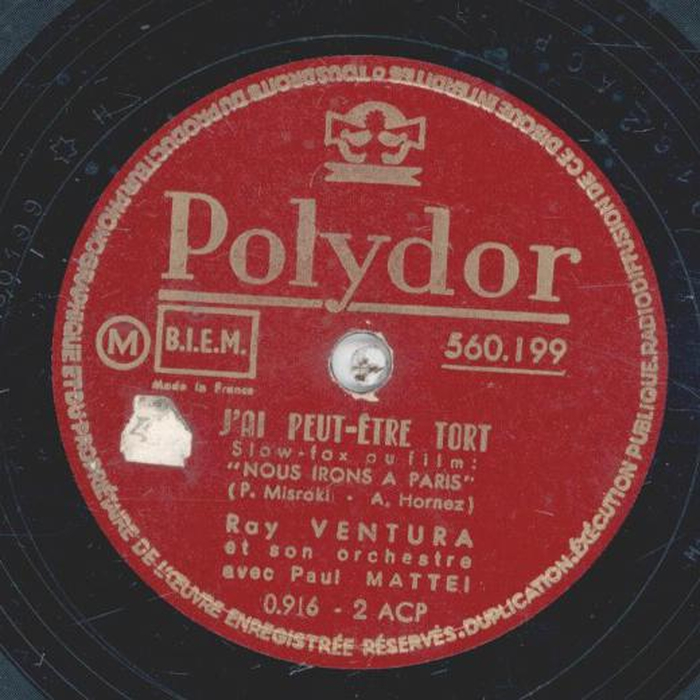 TOUS DROITS DU PRODUCTEUR PHONOGRAPHIQUE ET DU PROPRIÉTAIRE DE L'ŒUVRE ENREGISTRÉE RÉSERVÉS. DUPLICATION. EXÉCUTION PUBLIQUE. RADIODIFFUSION DE CE DISQUE INTERDITES
Polydor
M B.I.E.M. 560.199
Made in France
J'AI PEUT-ÊTRE TORT
Slow-fox du film:
"NOUS IRONS A PARIS"
(P. Misraki - A. Hornez)
Ray VENTURA
et son orchestre
avec Paul MATTEI
0.916 - 2 ACP